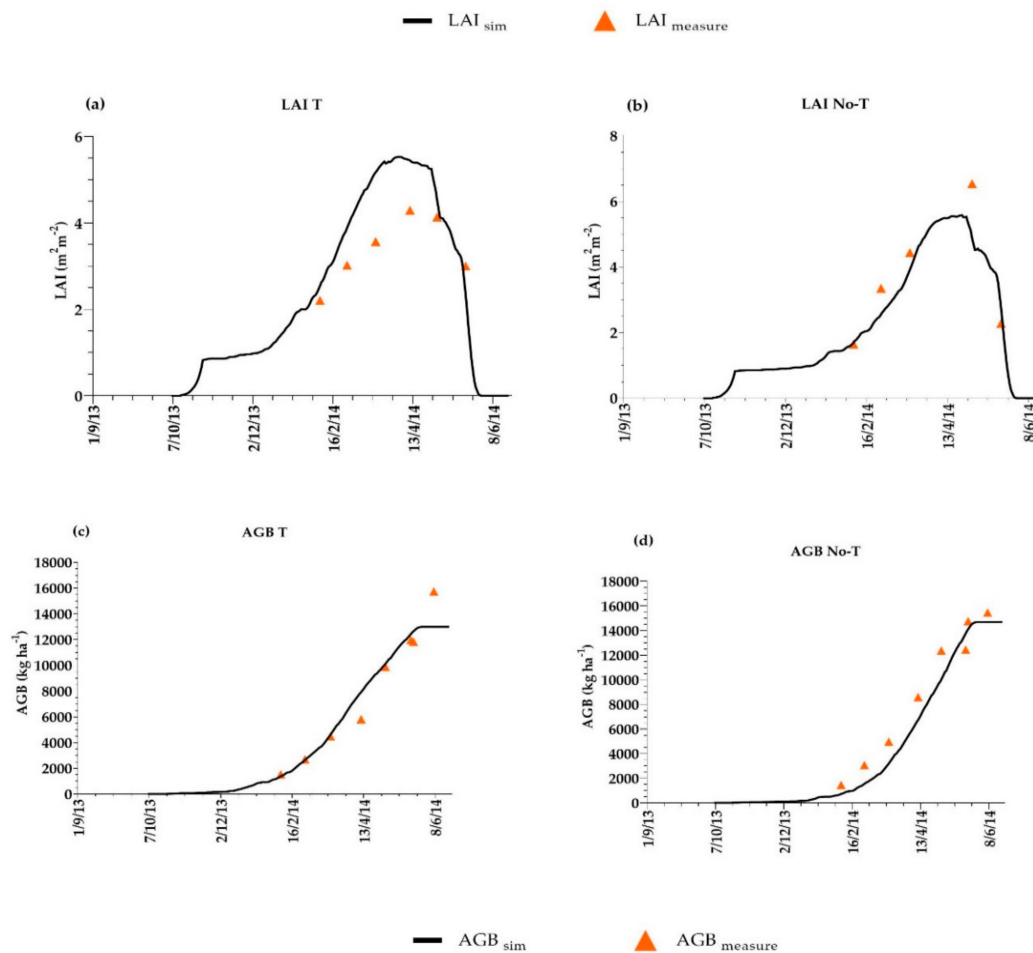 LAI sim LAI measure
(a) LAI T
6
4
2
0
LAI (m² m⁻²)
1/9/13 7/10/13 2/12/13 16/2/14 13/4/14 8/6/14
(b) LAI No-T
8
6
4
2
0
LAI (m² m⁻²)
1/9/13 7/10/13 2/12/13 16/2/14 13/4/14 8/6/14
(c) AGB T
18000
16000
14000
12000
10000
8000
6000
4000
2000
0
AGB (kg ha⁻¹)
1/9/13 7/10/13 2/12/13 16/2/14 13/4/14 8/6/14
(d) AGB No-T
18000
16000
14000
12000
10000
8000
6000
4000
2000
0
AGB (kg ha⁻¹)
1/9/13 7/10/13 2/12/13 16/2/14 13/4/14 8/6/14
AGB sim AGB measure